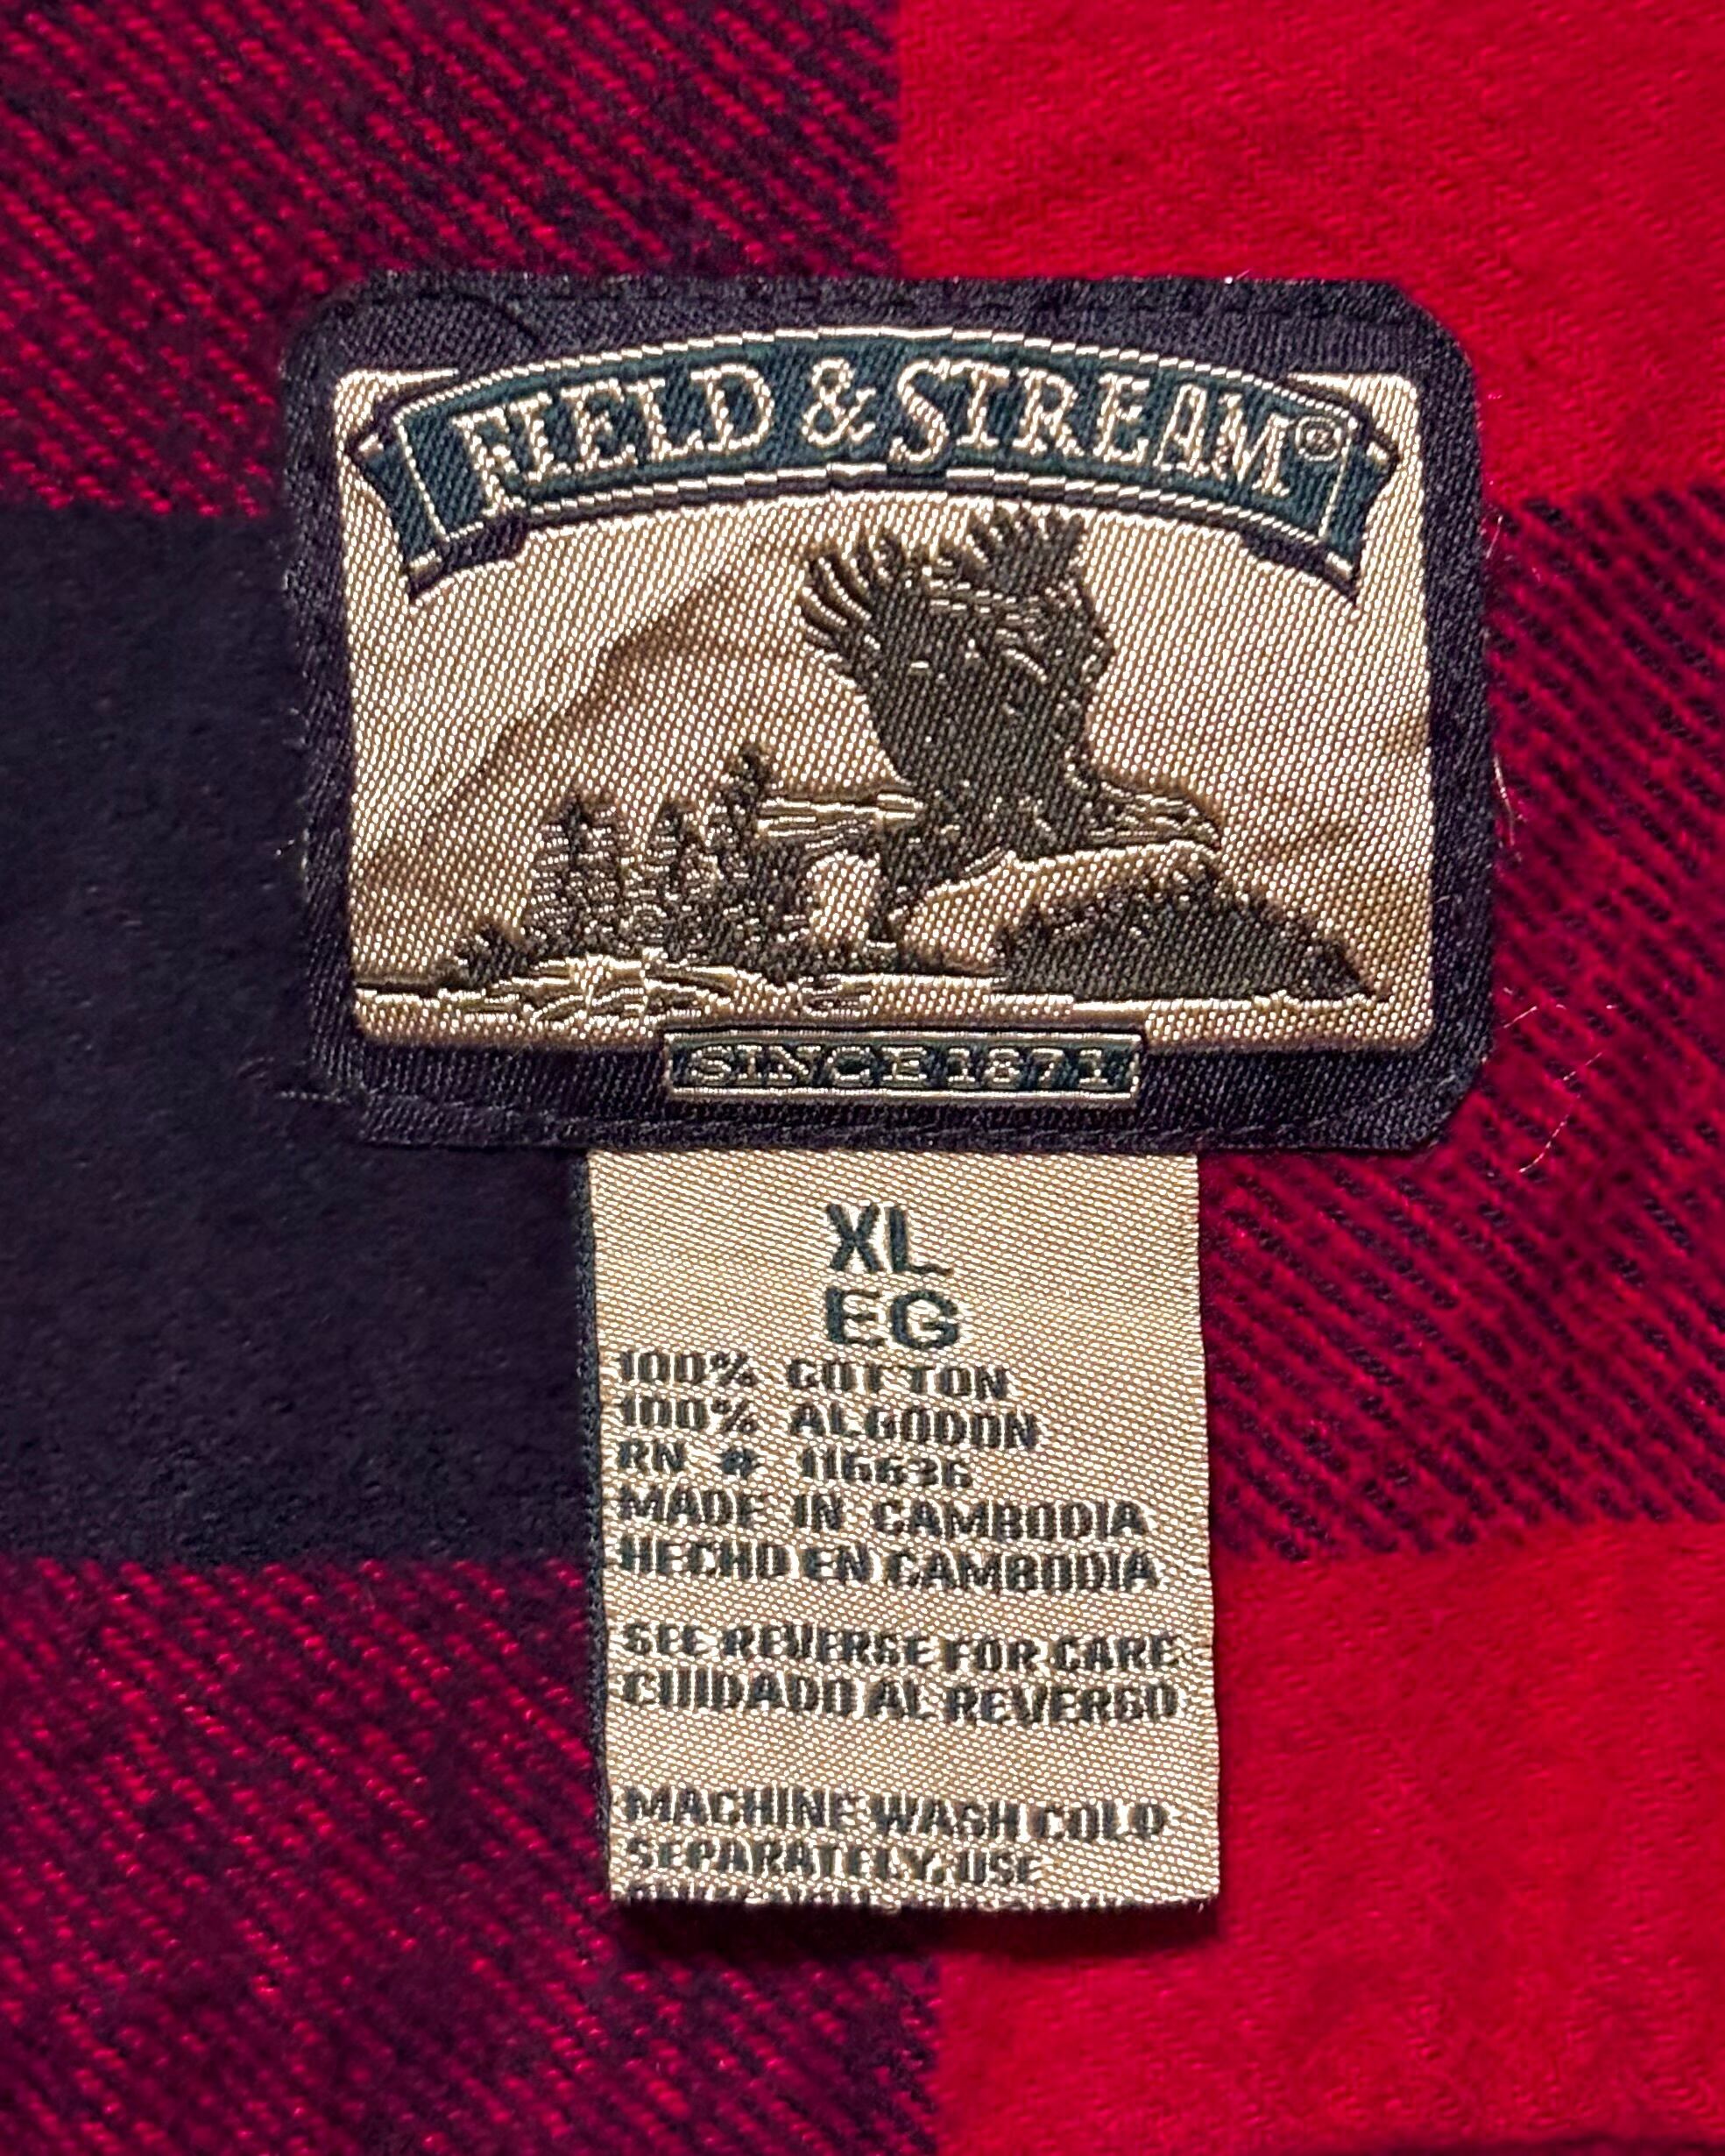 FIELD & STREAM®
SINCE 1871
XL
EG
100% COTTON
100% ALGODON
RN # 116636
MADE IN CAMBODIA
HECHO EN CAMBODIA
SEE REVERSE FOR CARE
CUIDADO AL REVERSO
MACHINE WASH COLD
SEPARATELY. USE